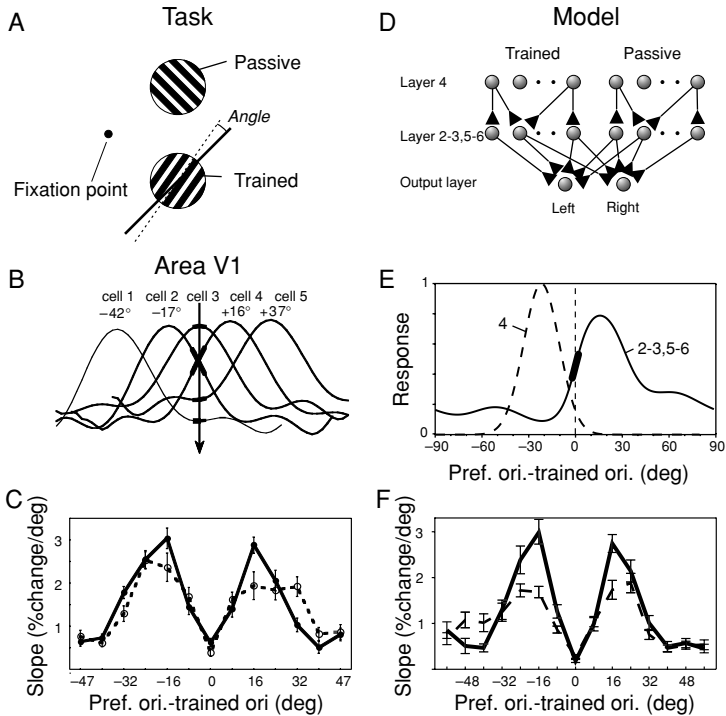 A
Task
Passive
Angle
Fixation point
Trained
B
Area V1
cell 1 cell 2 cell 3 cell 4 cell 5
−42° −17° +16° +37°
C
Slope (%change/deg)
3
2
1
−47 −32 −16 0 16 32 47
Pref. ori.-trained ori (deg)
D
Model
Trained Passive
Layer 4
Layer 2-3,5-6
Output layer
Left Right
E
Response
1
0
4
2-3,5-6
−90 −60 −30 0 30 60 90
Pref. ori.-trained ori. (deg)
F
Slope (%change/deg)
3
2
1
−48 −32 −16 0 16 32 48
Pref. ori.-trained ori. (deg)